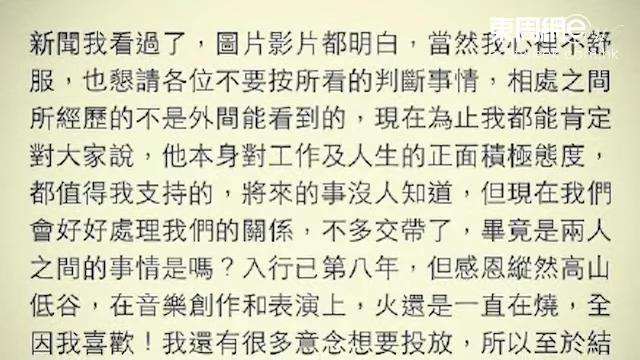 東周網e
新聞我看過了，圖片影片都明白，當然我心裡不舒
服，也懇請各位不要按所看的判斷事情，相處之間
所經歷的不是外間能看到的，現在為止我都能肯定
對大家說，他本身對工作及人生的正面積極態度，
都值得我支持的，將來的事沒人知道，但現在我們
會好好處理我們的關係，不多交帶了，畢竟是兩人
之間的事情是嗎？入行已第八年，但感恩縱然高山
低谷，在音樂創作和表演上，火還是一直在燒，全
因我喜歡！我還有很多意念想要投放，所以至於結